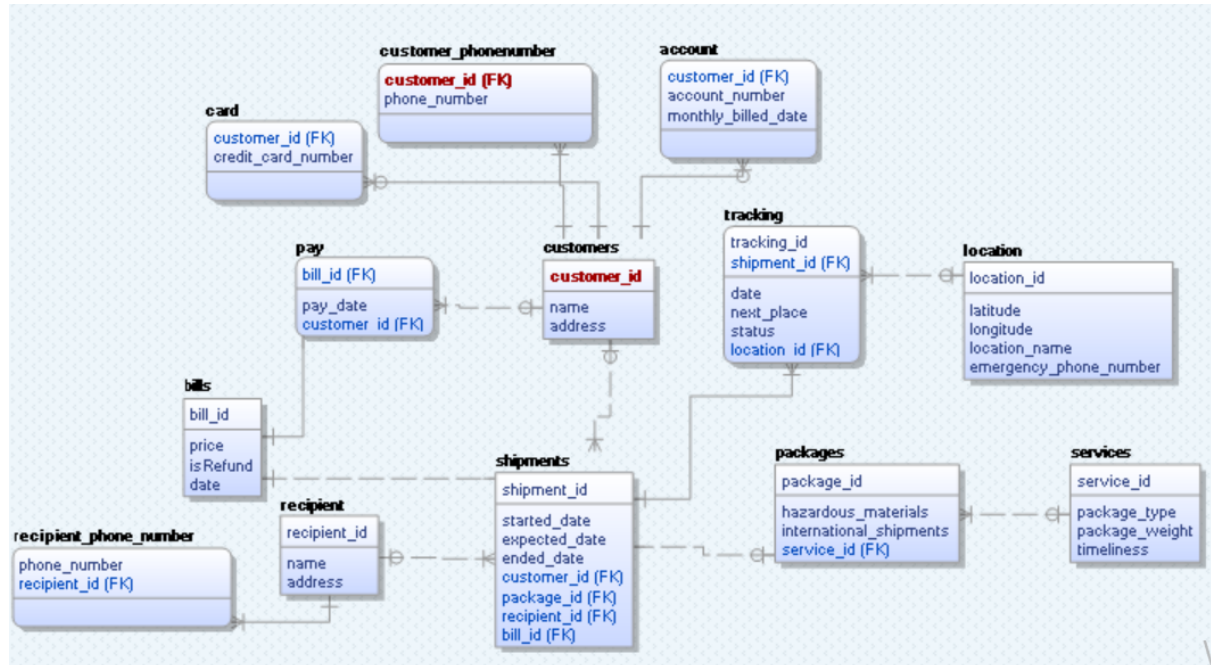 customer_phonenumber
customer_id (FK)
phone_number
account
customer_id (FK)
account_number
monthly_billed_date
card
customer_id (FK)
credit_card_number
tracking
tracking_id
shipment_id (FK)
date
next_place
status
location_id (FK)
pay
bill_id (FK)
pay_date
customer_id (FK)
customers
customer_id
name
address
location
location_id
latitude
longitude
location_name
emergency_phone_number
bills
bill_id
price
isRefund
date
shipments
shipment_id
started_date
expected_date
ended_date
customer_id (FK)
package_id (FK)
recipient_id (FK)
bill_id (FK)
packages
package_id
hazardous_materials
international_shipments
service_id (FK)
services
service_id
package_type
package_weight
timeliness
recipient
recipient_id
name
address
recipient_phone_number
phone_number
recipient_id (FK)